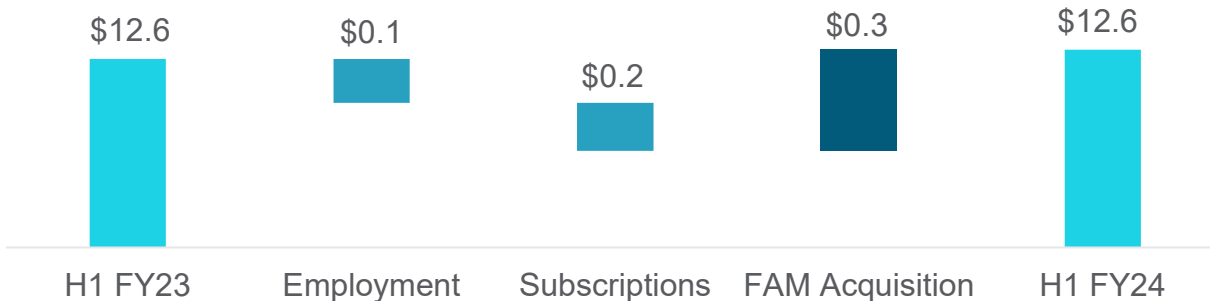 $12.6
$0.1
$0.2
$0.3
$12.6
H1 FY23
Employment
Subscriptions
FAM Acquisition
H1 FY24